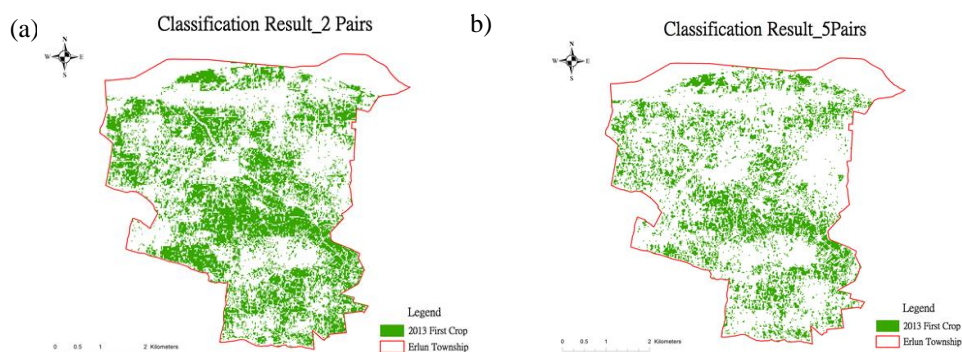 (a)
Classification Result_2 Pairs
N
W E
S
Legend
2013 First Crop
Erlun Township
0 0.5 1 2 Kilometers
b)
Classification Result_5Pairs
N
W E
S
Legend
2013 First Crop
Erlun Township
0 0.5 1 2 Kilometers